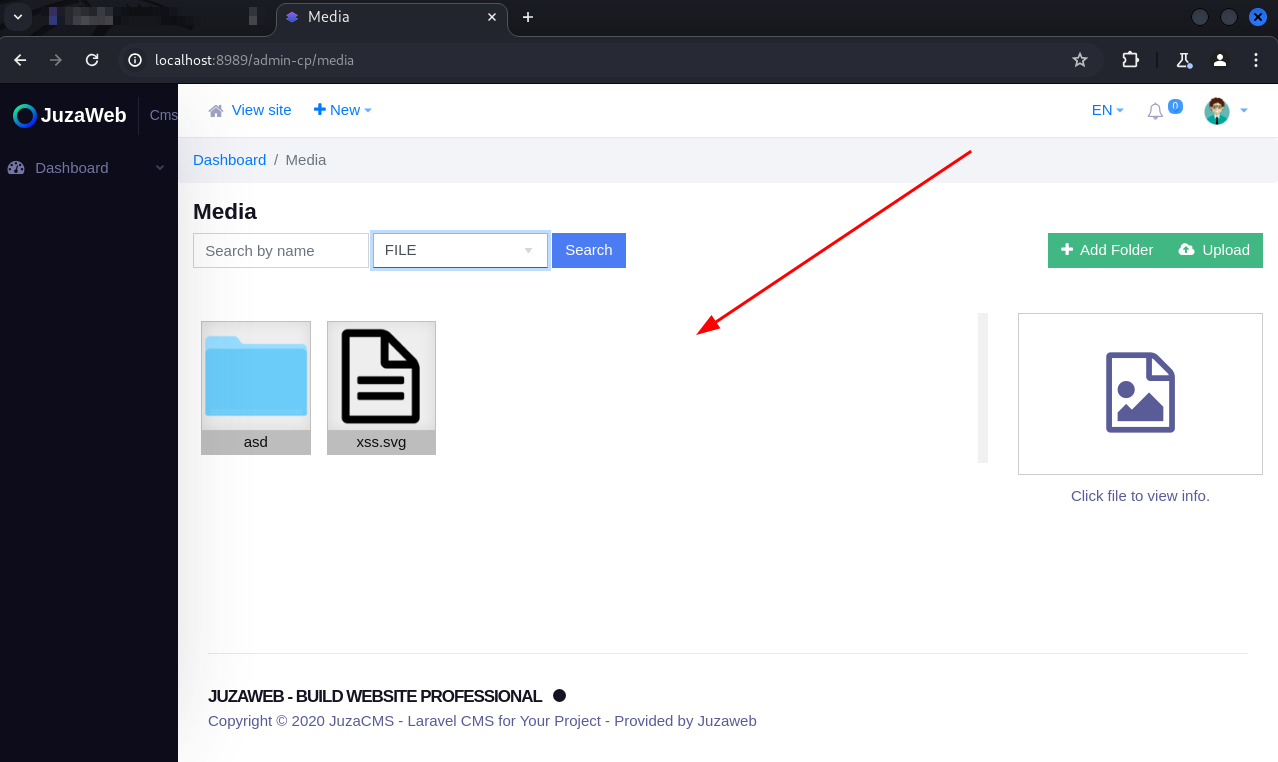 Media
localhost:8989/admin-cp/media
JuzaWeb Cms
View site New EN 0
Dashboard
Dashboard / Media
Media
Search by name FILE Search Add Folder Upload
asd xss.svg
Click file to view info.
JUZAWEB - BUILD WEBSITE PROFESSIONAL
Copyright © 2020 JuzaCMS - Laravel CMS for Your Project - Provided by Juzaweb